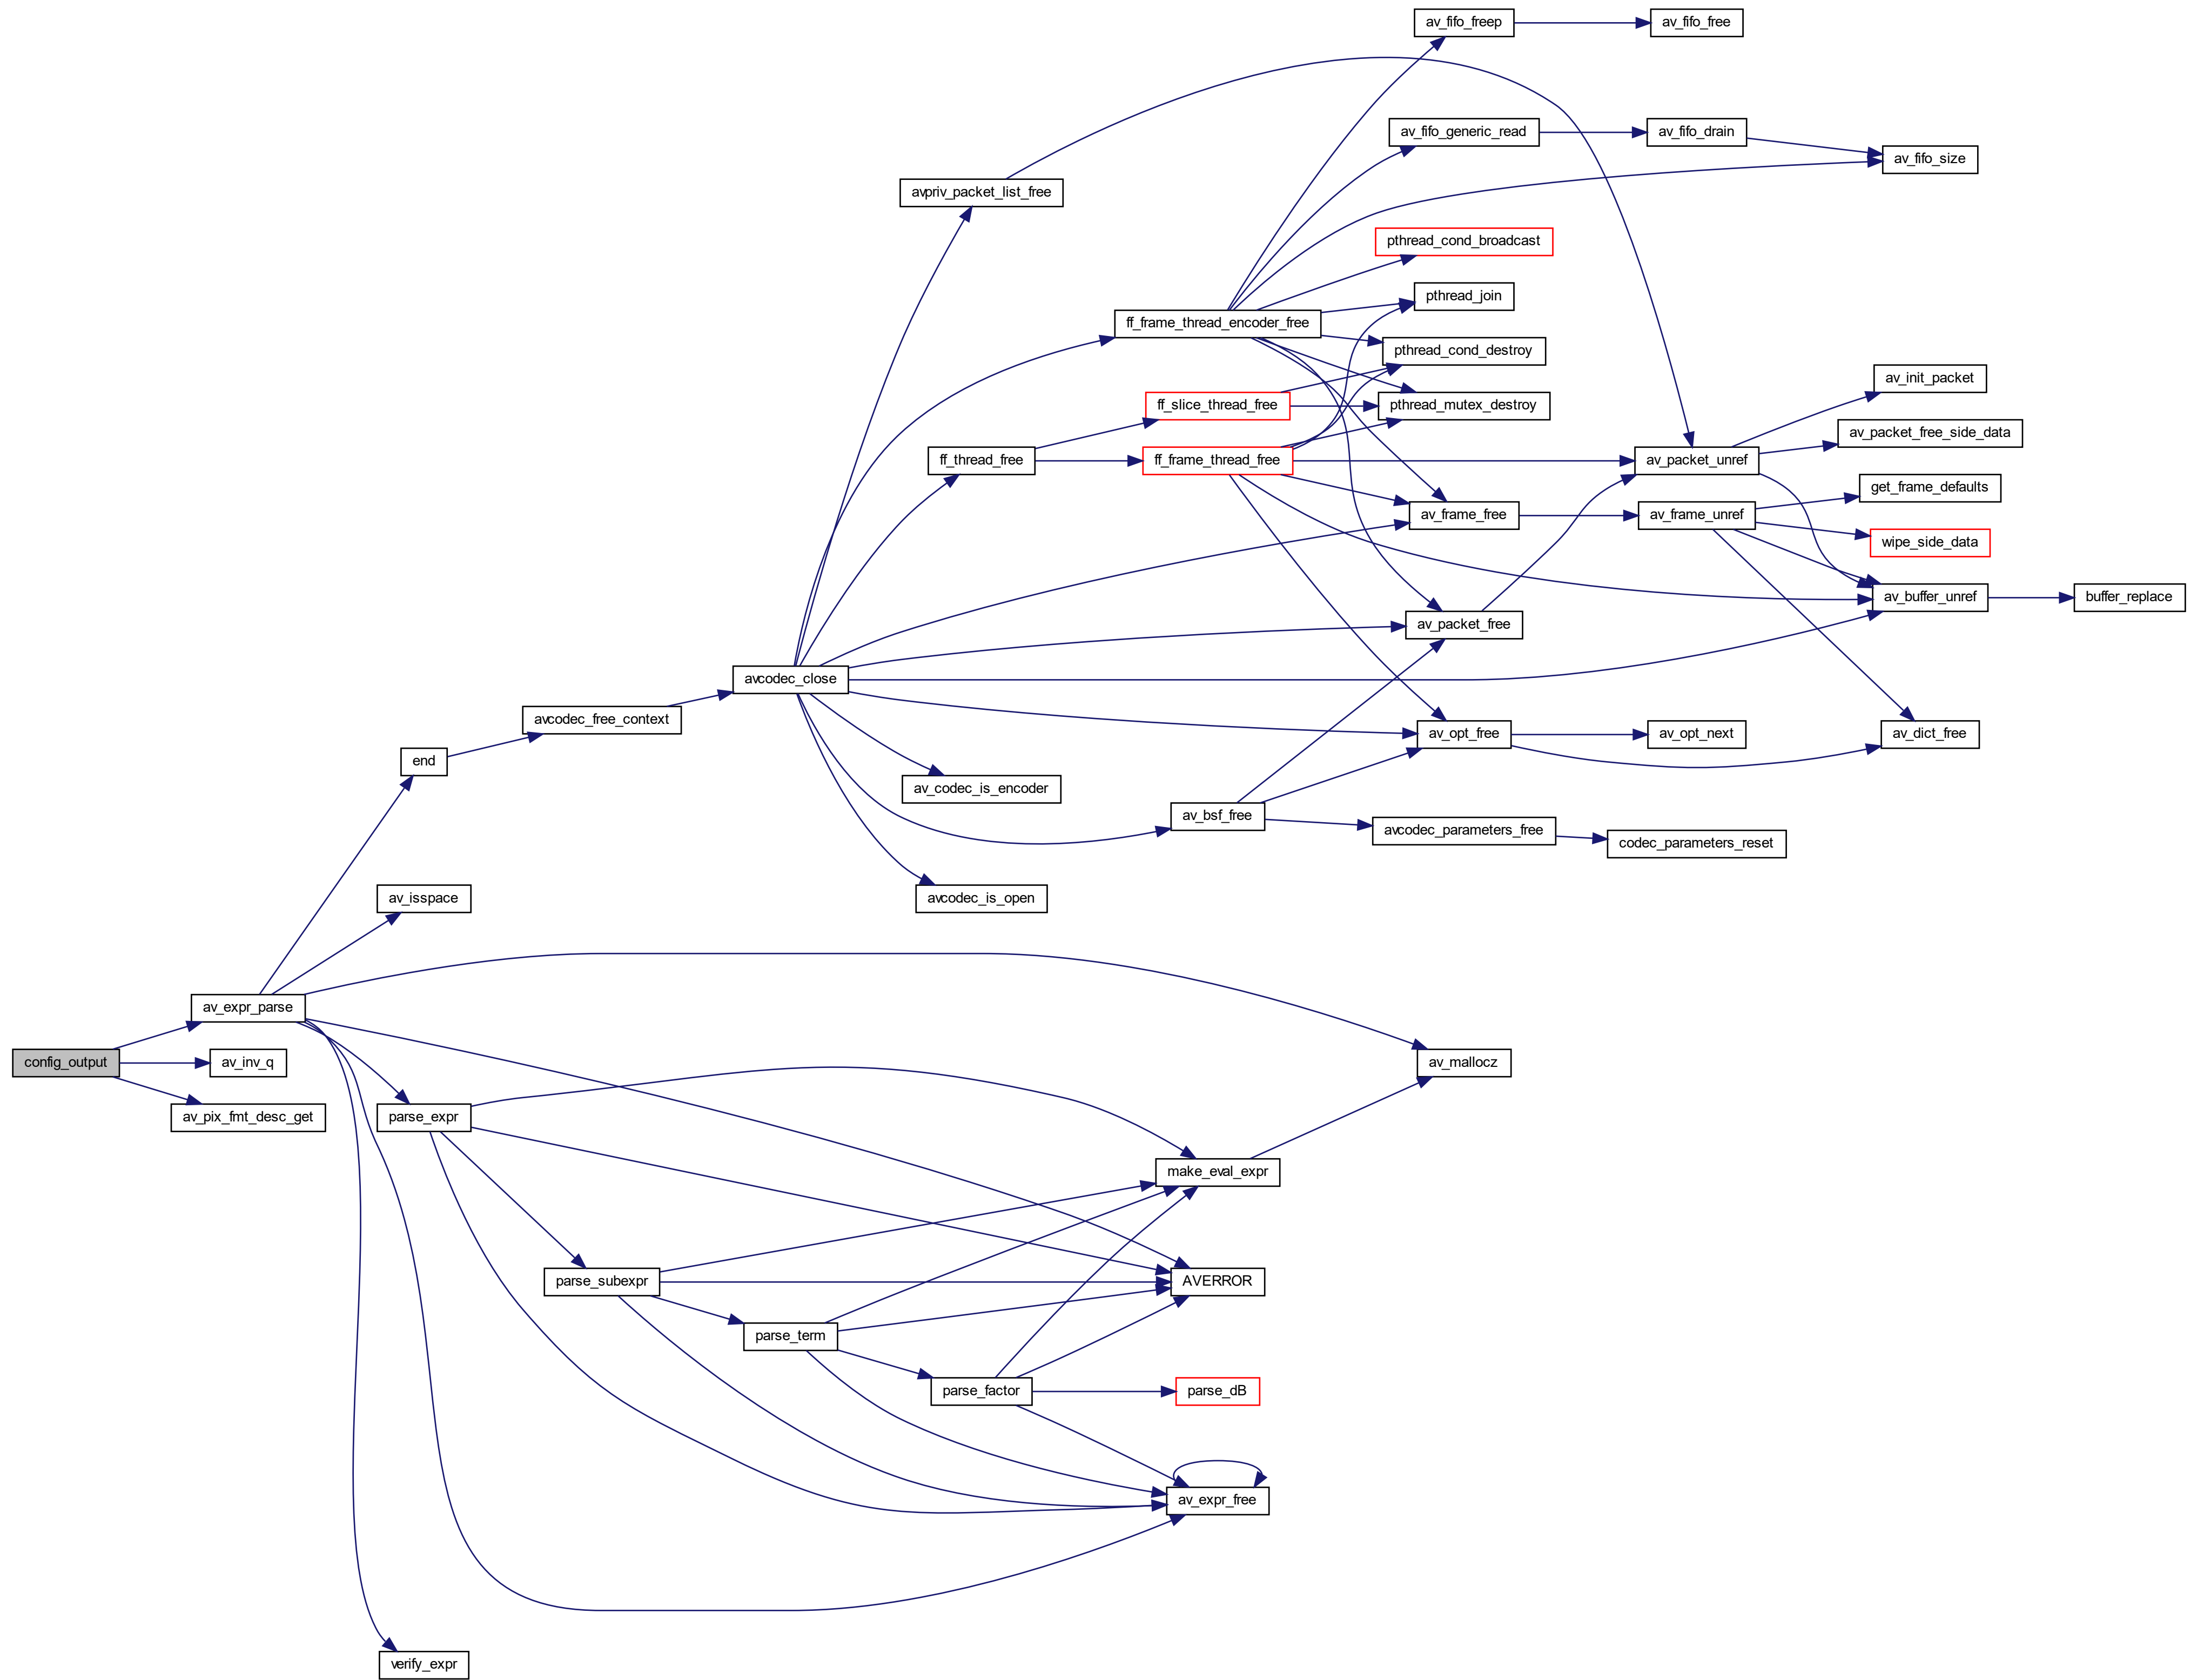 av_fifo_freep
av_fifo_free
av_fifo_generic_read
av_fifo_drain
av_fifo_size
avpriv_packet_list_free
pthread_cond_broadcast
pthread_join
ff_frame_thread_encoder_free
pthread_cond_destroy
av_init_packet
ff_slice_thread_free
pthread_mutex_destroy
av_packet_free_side_data
ff_thread_free
ff_frame_thread_free
av_packet_unref
get_frame_defaults
av_frame_free
av_frame_unref
wipe_side_data
av_buffer_unref
buffer_replace
av_packet_free
avcodec_close
avcodec_free_context
av_opt_free
av_opt_next
av_dict_free
end
av_codec_is_encoder
av_bsf_free
avcodec_parameters_free
codec_parameters_reset
av_isspace
avcodec_is_open
av_expr_parse
config_output
av_inv_q
av_mallocz
av_pix_fmt_desc_get
parse_expr
make_eval_expr
parse_subexpr
AVERROR
parse_term
parse_factor
parse_dB
av_expr_free
verify_expr